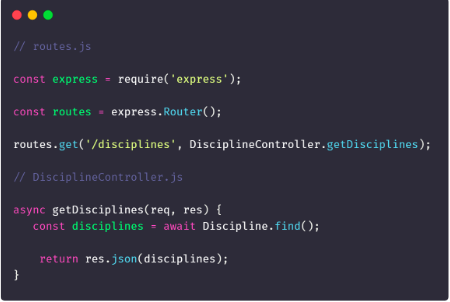 // routes.js
const express = require('express');
const routes = express.Router();
routes.get('/disciplines', DisciplineController.getDisciplines);
// DisciplineController.js
async getDisciplines(req, res) {
const disciplines = await Discipline.find();
return res.json(disciplines);
}